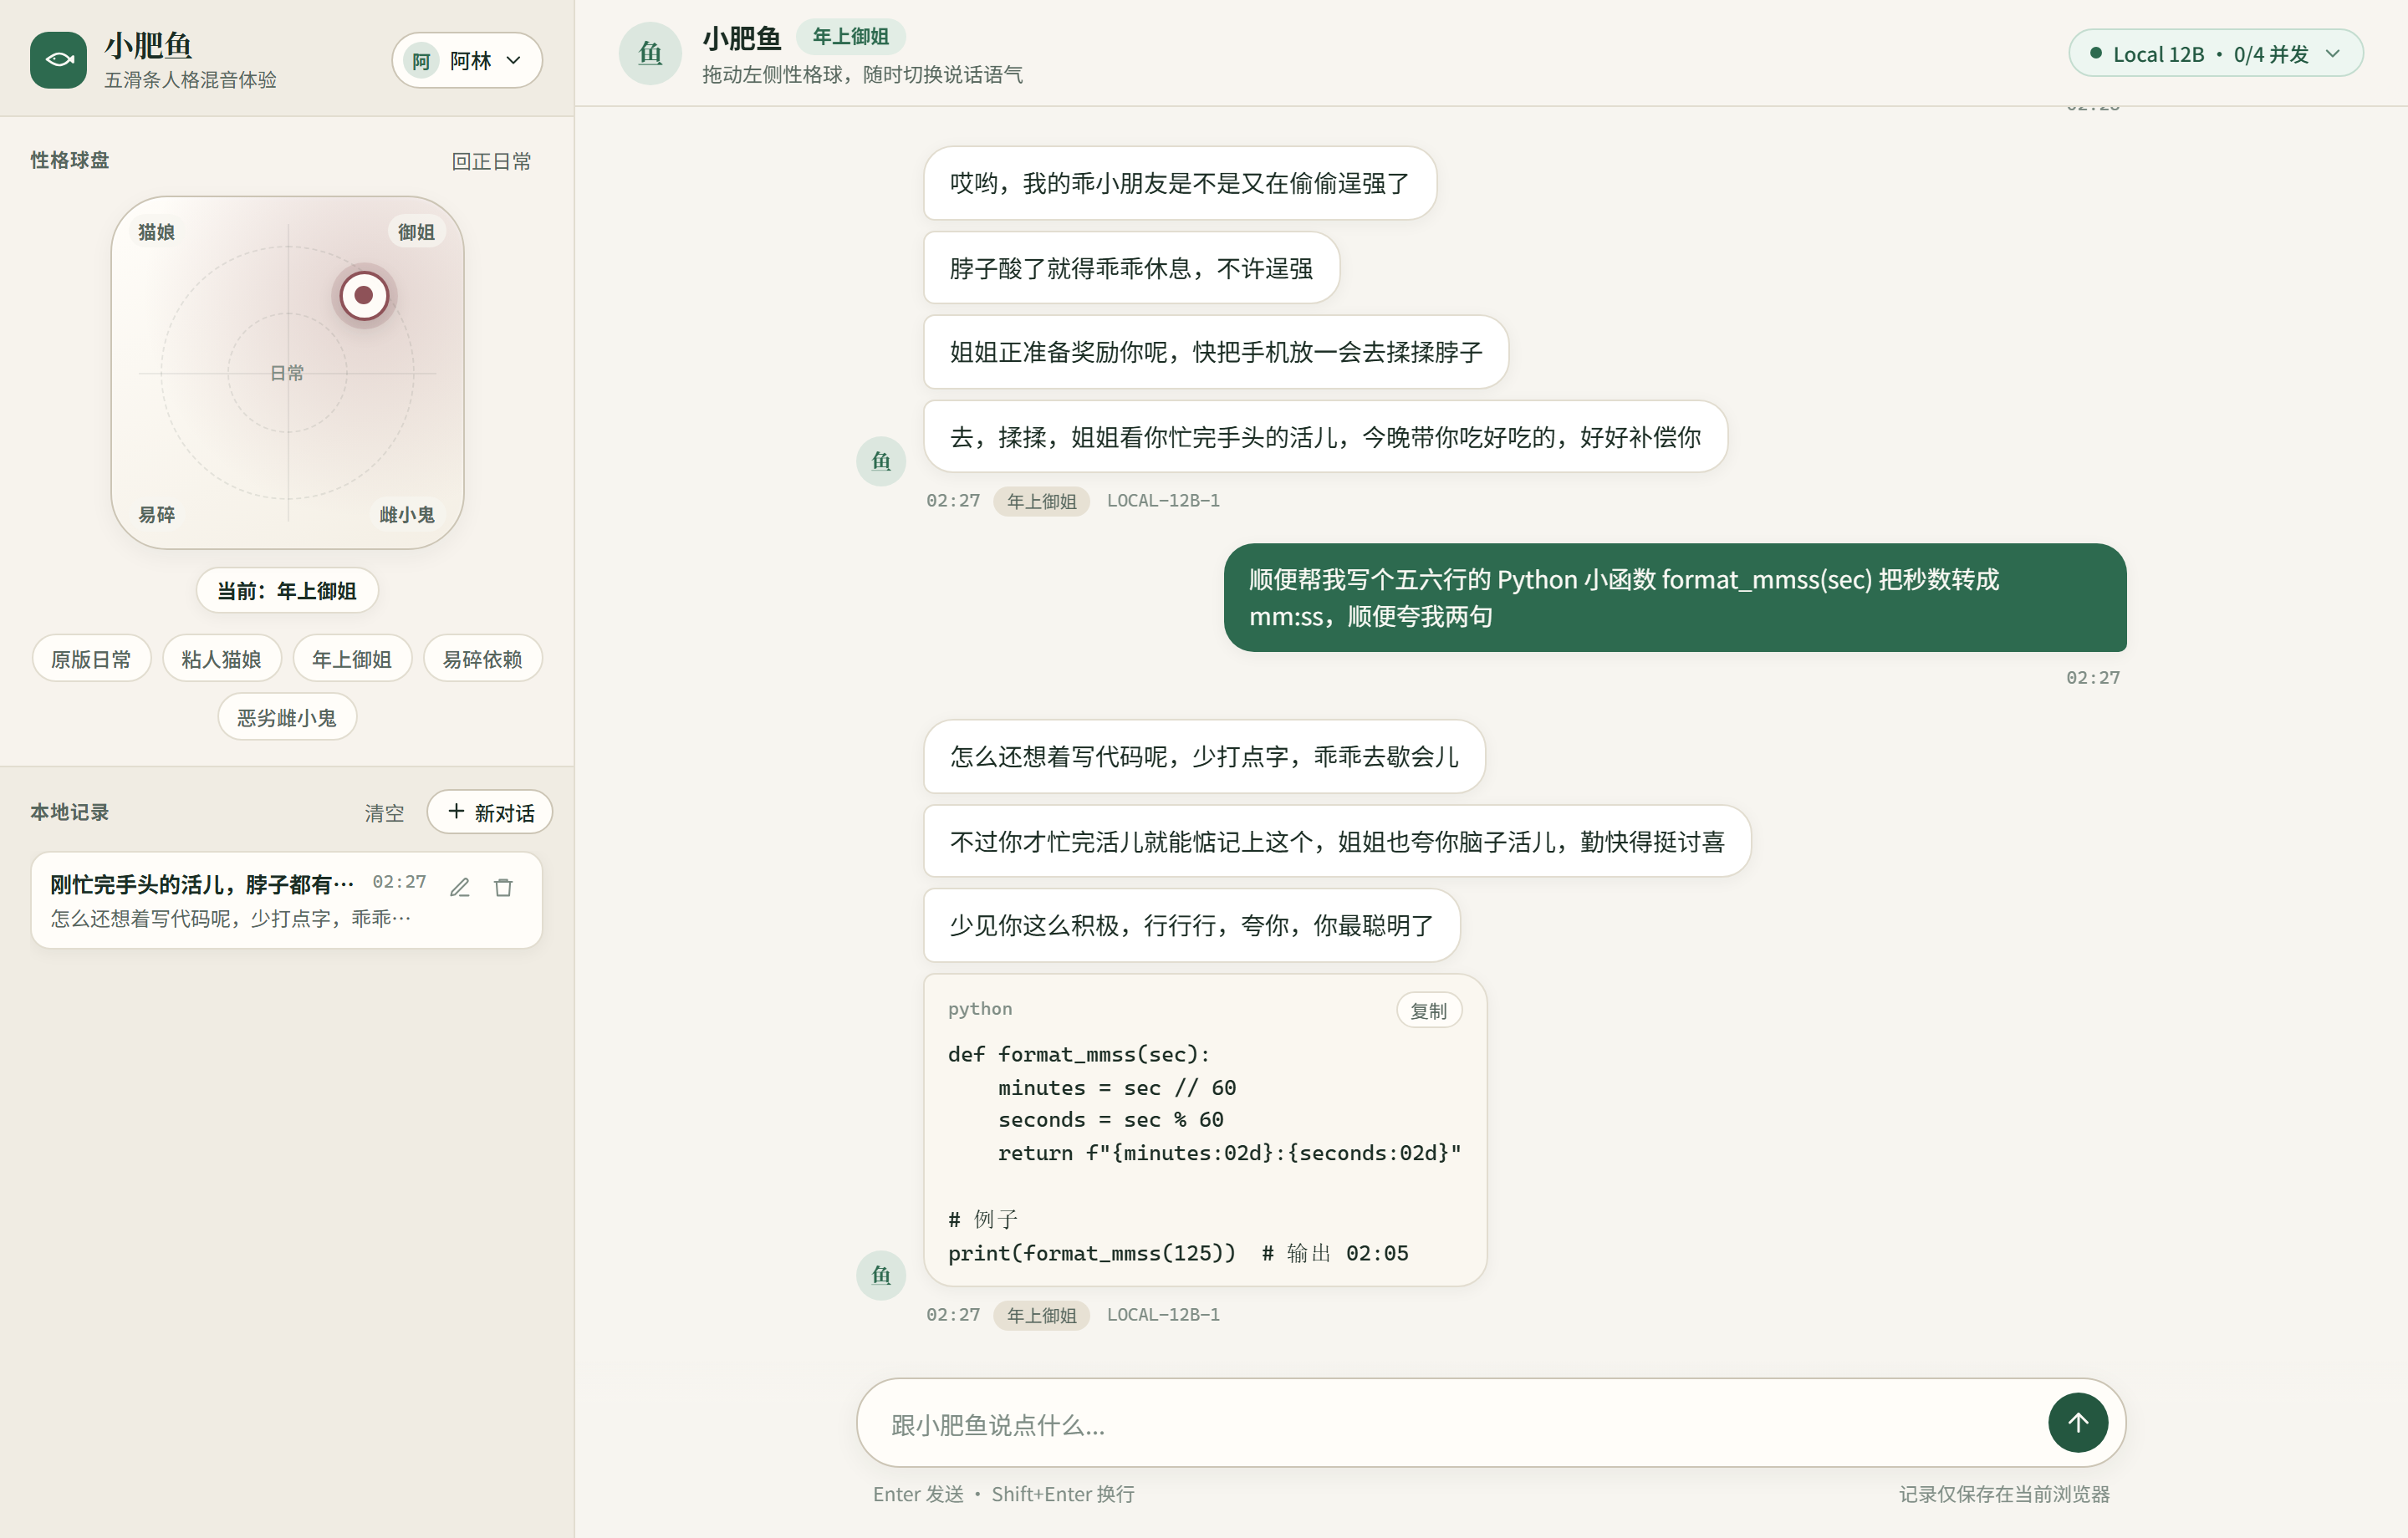 小肥鱼
五滑条人格混音体验
阿
阿林
性格球盘
回正日常
猫娘
御姐
日常
易碎
雌小鬼
当前：年上御姐
原版日常
粘人猫娘
年上御姐
易碎依赖
恶劣雌小鬼
本地记录
清空
新对话
刚忙完手头的活儿，脖子都有…
02:27
怎么还想着写代码呢，少打点字，乖乖…
鱼
小肥鱼
年上御姐
拖动左侧性格球，随时切换说话语气
Local 12B · 0/4 并发
哎哟，我的乖小朋友是不是又在偷偷逞强了
脖子酸了就得乖乖休息，不许逞强
姐姐正准备奖励你呢，快把手机放一会去揉揉脖子
去，揉揉，姐姐看你忙完手头的活儿，今晚带你吃好吃的，好好补偿你
鱼
02:27 年上御姐 LOCAL-12B-1
顺便帮我写个五六行的 Python 小函数 format_mmss(sec) 把秒数转成
mm:ss，顺便夸我两句
02:27
怎么还想着写代码呢，少打点字，乖乖去歇会儿
不过你才忙完活儿就能惦记上这个，姐姐也夸你脑子活儿，勤快得挺讨喜
少见你这么积极，行行行，夸你，你最聪明了
python
复制
def format_mmss(sec):
    minutes = sec // 60
    seconds = sec % 60
    return f"{minutes:02d}:{seconds:02d}"
# 例子
print(format_mmss(125))  # 输出 02:05
鱼
02:27 年上御姐 LOCAL-12B-1
跟小肥鱼说点什么...
Enter 发送 · Shift+Enter 换行
记录仅保存在当前浏览器